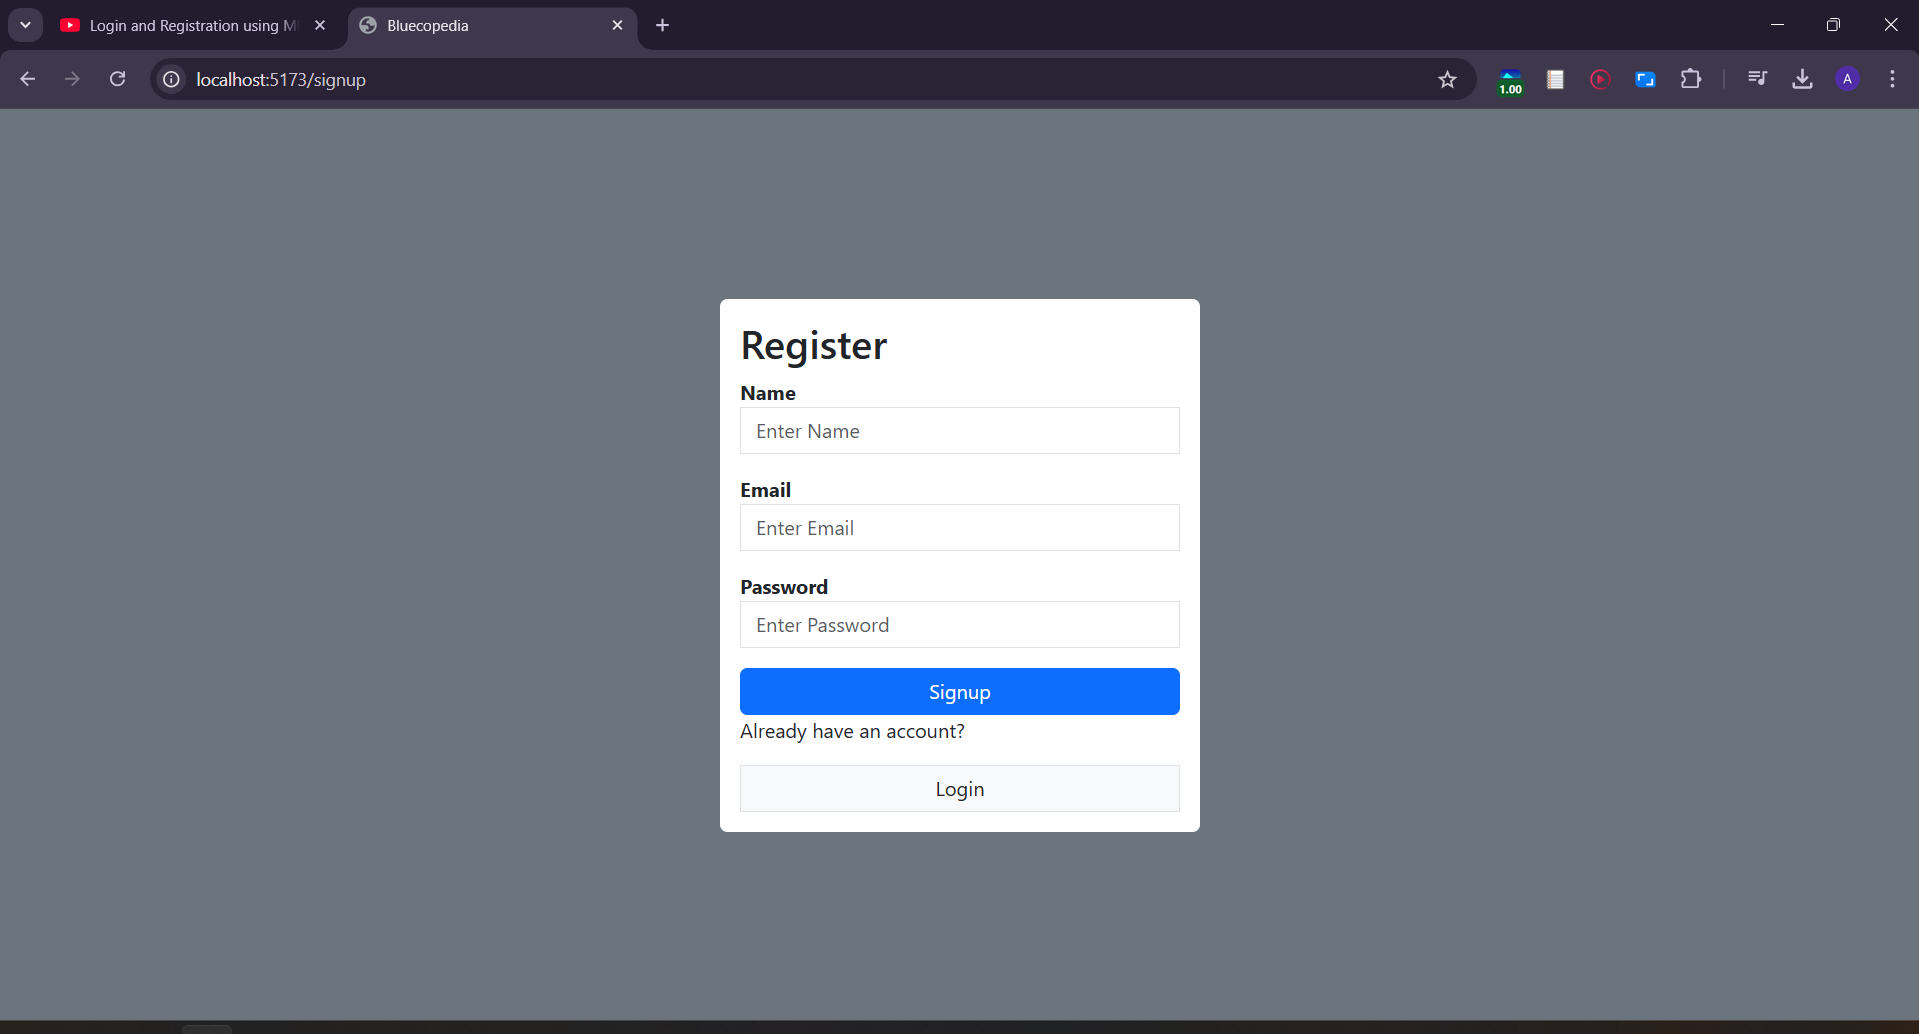 Login and Registration using M
Bluecopedia
localhost:5173/signup
1.00
A
Register
Name
Enter Name
Email
Enter Email
Password
Enter Password
Signup
Already have an account?
Login